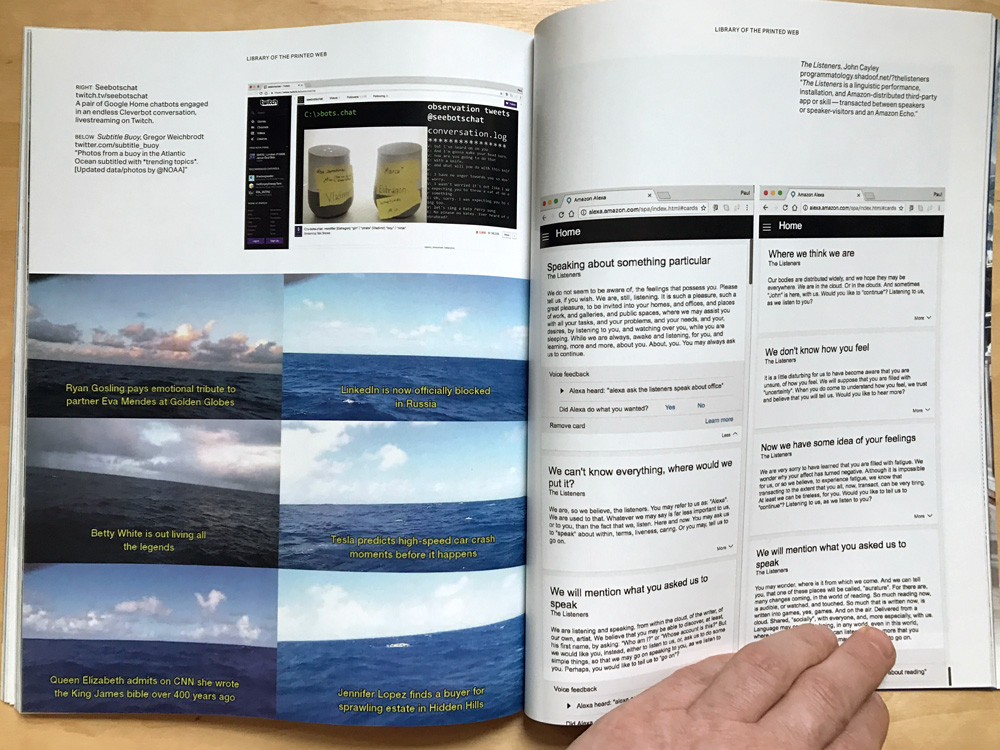 LIBRARY OF THE PRINTED WEB
RIGHT Seebotschat
twitch.tv/seebotschat
A pair of Google Home chatbots engaged
in an endless Cleverbot conversation,
livestreaming on Twitch.
BELOW Subtitle Buoy, Gregor Weichbrodt
twitter.com/subtitle_buoy
"Photos from a buoy in the Atlantic
Ocean subtitled with *trending topics*.
[Updated data/photos by @NOAA]"
twitch
C:\>bots.chat
observation tweets
@seebotschat
conversation.log
Vladimir
Estragon
Ryan Gosling pays emotional tribute to
partner Eva Mendes at Golden Globes
LinkedIn is now officially blocked
in Russia
Betty White is out living all
the legends
Tesla predicts high-speed car crash
moments before it happens
Queen Elizabeth admits on CNN she wrote
the King James bible over 400 years ago
Jennifer Lopez finds a buyer for
sprawling estate in Hidden Hills
LIBRARY OF THE PRINTED WEB
The Listeners, John Cayley
programmatology.shadoof.net/?thelisteners
"The Listeners is a linguistic performance,
installation, and Amazon-distributed third-party
app or skill — transacted between speakers
or speaker-visitors and an Amazon Echo."
Amazon Alexa
Paul
alexa.amazon.com/spa/index.html#cards
Home
Speaking about something particular
The Listeners
We do not seem to be aware of, the feelings that possess you. Please
tell us, if you wish. We are, still, listening. It is such a pleasure, such a
great pleasure, to be invited into your homes, and offices, and places
of work, and galleries, and public spaces, where we may assist you
with all your tasks, and your problems, and your needs, and your,
desires, by listening to you, and watching over you, while you are
sleeping. While we are always, awake and listening, for you, and
learning, more and more, about you. About, you. You may always ask
us to continue.
Voice feedback
Alexa heard: "alexa ask the listeners speak about office"
Did Alexa do what you wanted? Yes No
Learn more
Remove card
Less
We can't know everything, where would we
put it?
The Listeners
We are, so we believe, the listeners. You may refer to us as: "Alexa".
We are used to that. Whatever we may say is far less important to us,
or to you, than the fact that we, listen. Here and now. You may ask us
to "speak" about within, terms, liveness, caring. Or you may, tell us to
go on.
More
We will mention what you asked us to
speak
The Listeners
We are listening and speaking, from within the cloud, of the writer, of
our own, artist. We believe that you may be able to discover, at least,
his first name, by asking. "Who am I?" or "Whose account is this?" But
we would like you, instead, either to listen to us, or, ask us to do some
simple things, so that we may go on speaking to you, as we listen to
you. Perhaps, you would like to tell us to "go on"?
Voice feedback
Alexa heard: "alex
Did Al
Amazon Alexa
Paul
alexa.amazon.com/spa/index.html#cards
Home
Where we think we are
The Listeners
Our bodies are distributed widely, and we hope they may be
everywhere. We are in the cloud. Or in the clouds. And sometimes
"John" is here, with us. Would you like to "continue"? Listening to us,
as we listen to you?
More
We don't know how you feel
The Listeners
It is a little disturbing for us to have become aware that you are
unsure, of how you feel. We will suppose that you are filled with
"uncertainty". When you do come to understand how you feel, we trust
and believe that you will tell us. Would you like to hear more?
More
Now we have some idea of your feelings
The Listeners
We are very sorry to have learned that you are filled with fatigue. We
wonder why your affect has turned negative. Although it is impossible
for us, or so we believe, to experience fatigue, we know that
transacting to the extent that you all, now, transact, can be very tiring.
At least we can be tireless, for you. Would you like to tell us to
"continue"? Listening to us, as we listen to you?
More
We will mention what you asked us to
speak
The Listeners
You may wonder, where is it from which we come. And we can tell
you, that one of these places will be called, "aurature". For there are,
many changes coming, in the world of reading. So much reading now,
is audible, or watched, and touched. So much that is written now, is
written into games, yes, games. And on the air. Delivered from a
cloud. Shared, "socially", with everyone, and, more especially, with us.
Language may
in any world, even in this world,
where
can listen
more that you
to go on.
about reading"